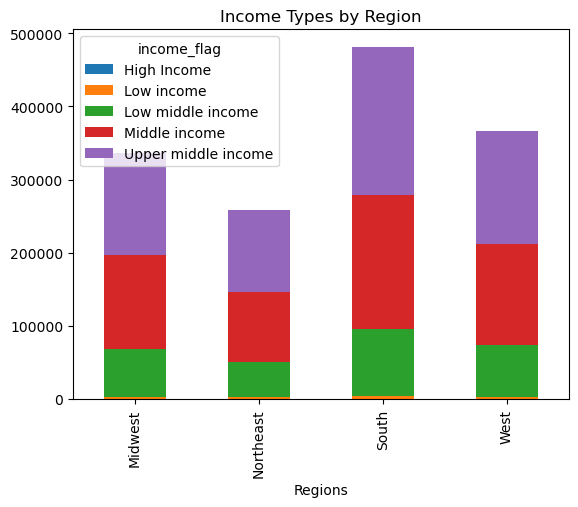 Income Types by Region
500000
400000
300000
200000
100000
0
income_flag
High Income
Low income
Low middle income
Middle income
Upper middle income
Midwest
Northeast
South
West
Regions